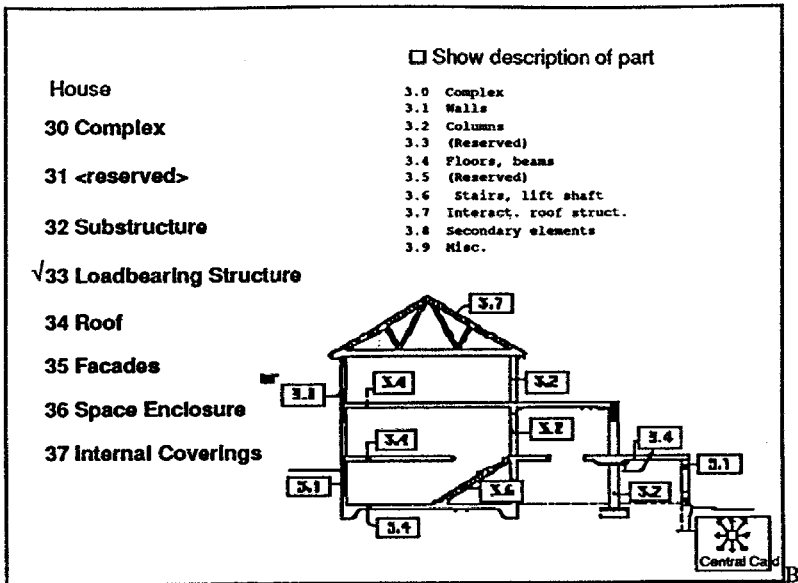 House
30 Complex
31 <reserved>
32 Substructure
√33 Loadbearing Structure
34 Roof
35 Facades
36 Space Enclosure
37 Internal Coverings
Show description of part
3.0 Complex
3.1 Walls
3.2 Columns
3.3 (Reserved)
3.4 Floors, beams
3.5 (Reserved)
3.6 Stairs, lift shaft
3.7 Interact. roof struct.
3.8 Secondary elements
3.9 Misc.
3.7
3.4
3.2
3.2
3.4
3.4
3.1
3.1
3.6
3.2
3.4
Central Card
B